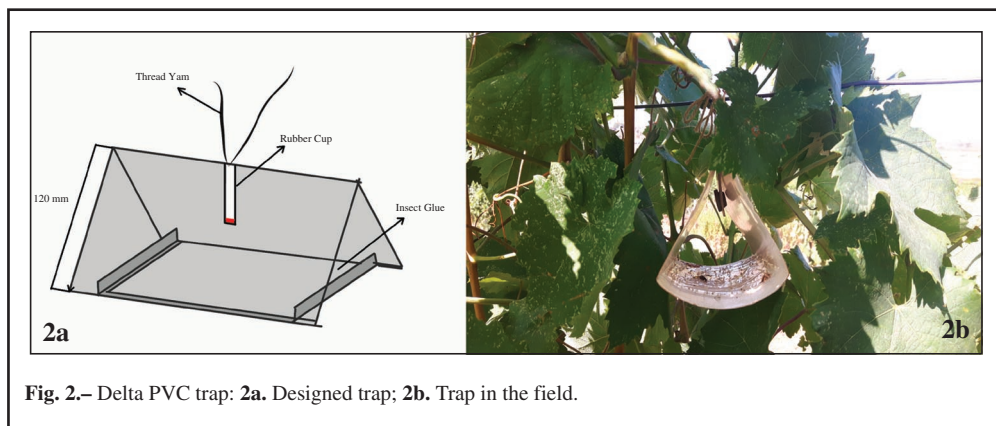 Thread Yam
Rubber Cup
120 mm
Insect Glue
2a
2b
Fig. 2.– Delta PVC trap: 2a. Designed trap; 2b. Trap in the field.